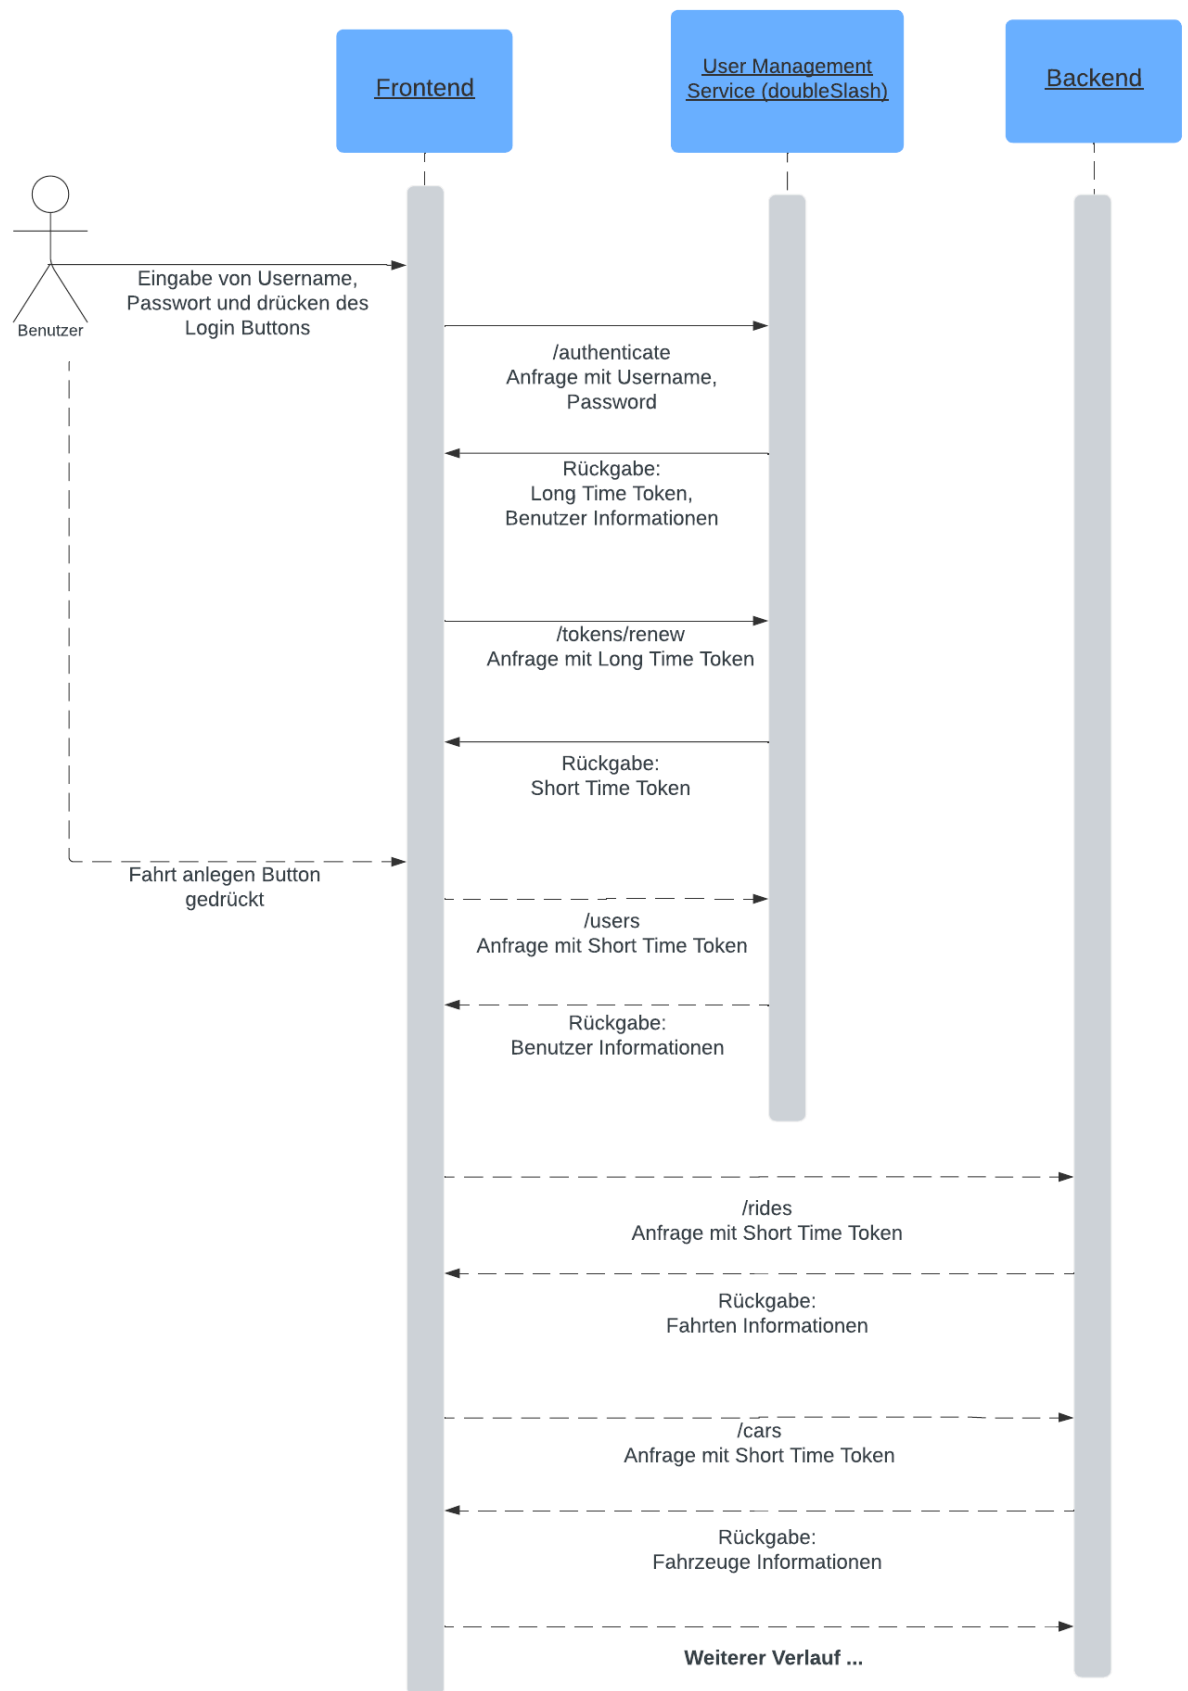 Frontend
User Management
Service (doubleSlash)
Backend
Eingabe von Username,
Passwort und drücken des
Login Buttons
Benutzer
/authenticate
Anfrage mit Username,
Password
Rückgabe:
Long Time Token,
Benutzer Informationen
/tokens/renew
Anfrage mit Long Time Token
Rückgabe:
Short Time Token
Fahrt anlegen Button
gedrückt
/users
Anfrage mit Short Time Token
Rückgabe:
Benutzer Informationen
/rides
Anfrage mit Short Time Token
Rückgabe:
Fahrten Informationen
/cars
Anfrage mit Short Time Token
Rückgabe:
Fahrzeuge Informationen
Weiterer Verlauf ...